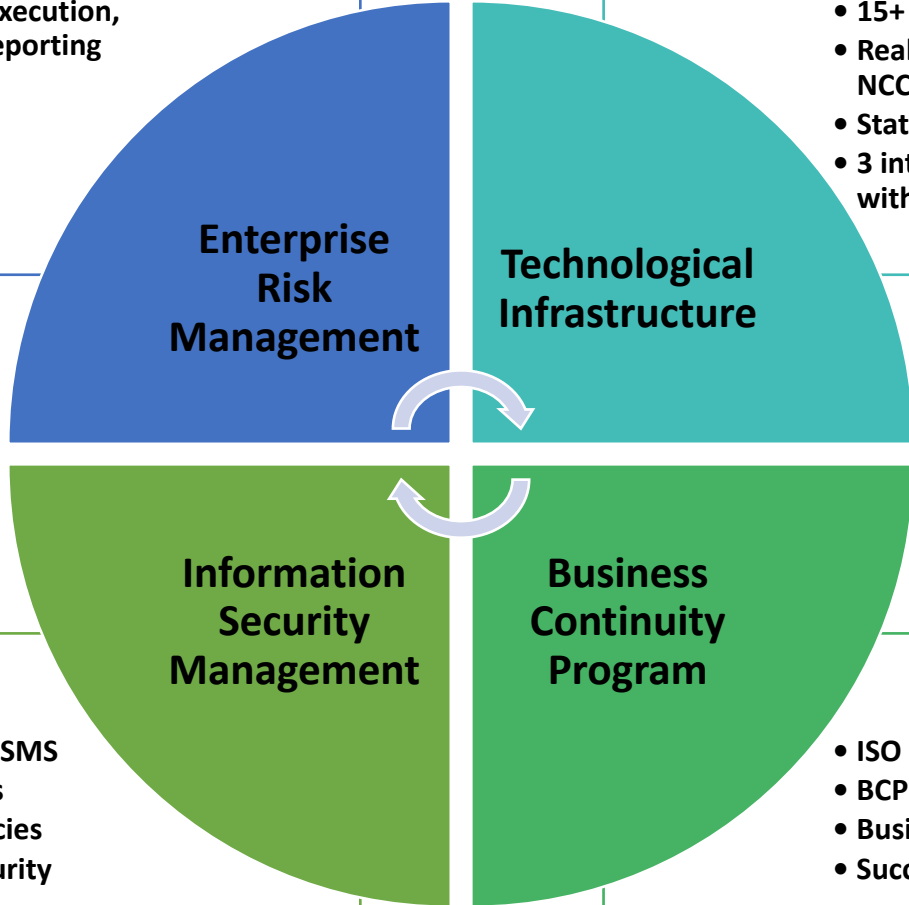 • 15+
• Real
NCC
• Stat
• 3 int
with
Enterprise
Risk
Management
Technological
Infrastructure
Information
Security
Management
Business
Continuity
Program
SMS
• ISO
• BCP
• Busi
• Succ
xecution,
eporting
s
cies
urity